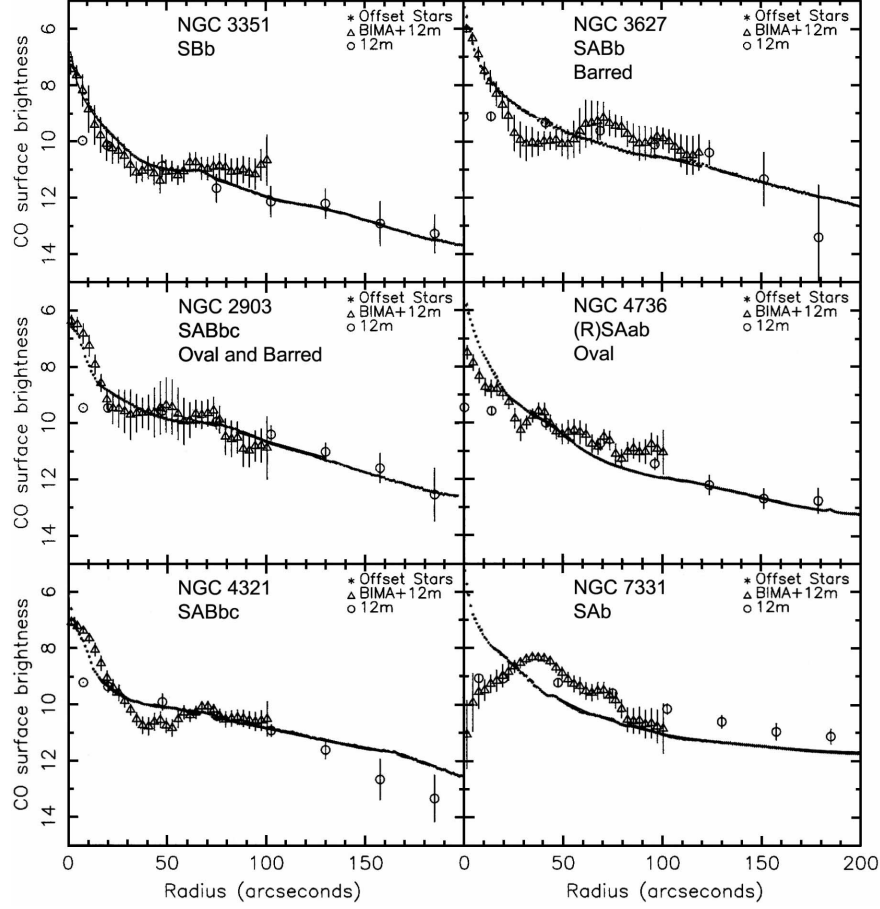 NGC 3351
SBb
* Offset Stars
△ BIMA+12m
○ 12m
NGC 3627
SABb
Barred
* Offset Stars
△ BIMA+12m
○ 12m
CO surface brightness
6
8
10
12
14
NGC 2903
SABbc
Oval and Barred
* Offset Stars
△ BIMA+12m
○ 12m
NGC 4736
(R)SAab
Oval
* Offset Stars
△ BIMA+12m
○ 12m
CO surface brightness
6
8
10
12
14
NGC 4321
SABbc
* Offset Stars
△ BIMA+12m
○ 12m
NGC 7331
SAb
* Offset Stars
△ BIMA+12m
○ 12m
CO surface brightness
6
8
10
12
14
0 50 100 150 0 50 100 150 200
Radius (arcseconds) Radius (arcseconds)